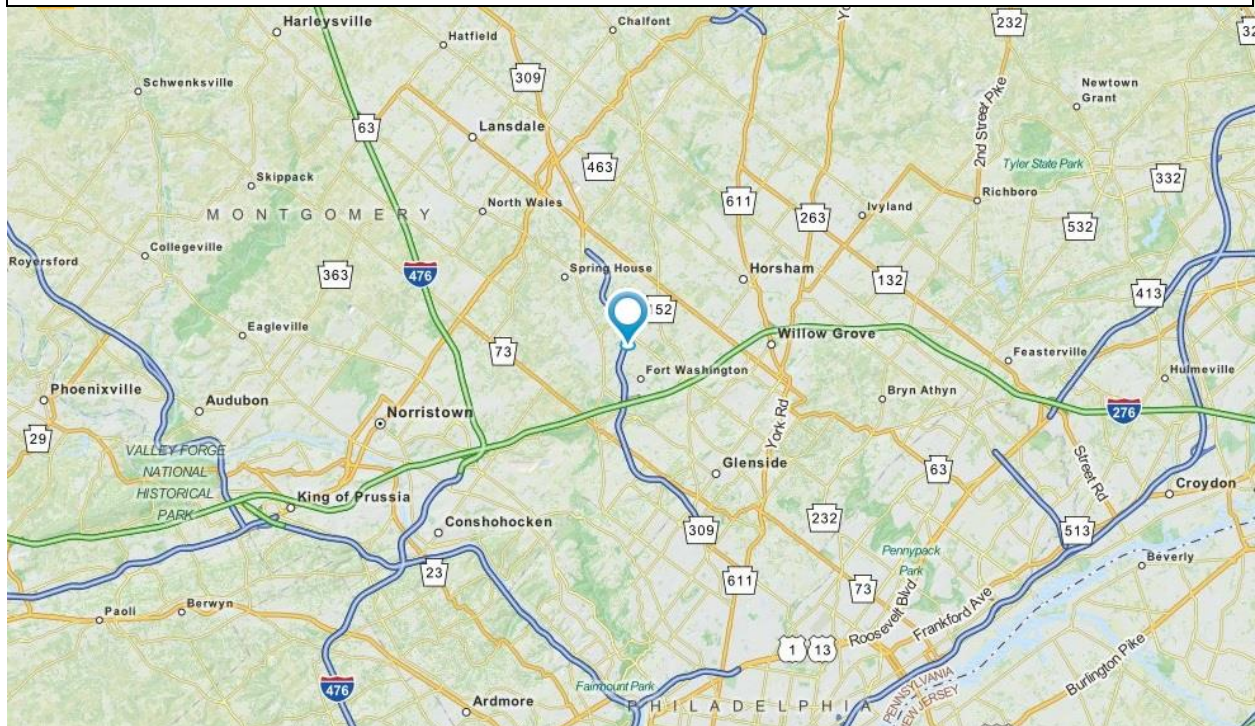 Harleysville
Chalfont
232
Hatfield
Schwenksville
309
2nd Street Pike
Newtown
Grant
63
Lansdale
463
Tyler State Park
332
Skippack
611
Richboro
MONTGOMERY
North Wales
263
Ivyland
532
Collegeville
Royersford
363
476
Spring House
Horsham
132
413
152
Eagleville
73
Willow Grove
Feasterville
Fort Washington
Hulmeville
Phoenixville
Audubon
Norristown
Bryn Athyn
276
29
York Rd
VALLEY FORGE
NATIONAL
HISTORICAL
PARK
Glenside
63
Street Rd
Croydon
King of Prussia
Conshohocken
309
232
513
Pennypack
Park
Beverly
23
611
73
Paoli
Berwyn
Roosevelt Blvd
Frankford Ave
1
13
Burlington Pike
476
Ardmore
Fairmount Park
PHILADELPHIA
PENNSYLVANIA
NEW JERSEY